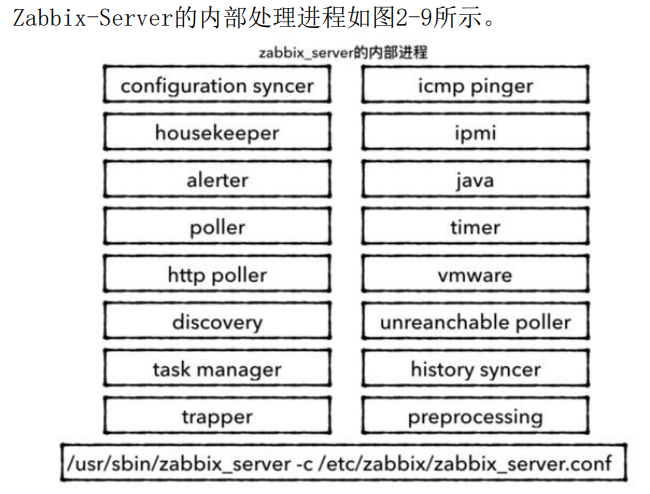 Zabbix-Server的内部处理进程如图2-9所示。
zabbix_server的内部进程
configuration syncer
icmp pinger
housekeeper
ipmi
alerter
java
poller
timer
http poller
vmware
discovery
unreanchable poller
task manager
history syncer
trapper
preprocessing
/usr/sbin/zabbix_server -c /etc/zabbix/zabbix_server.conf